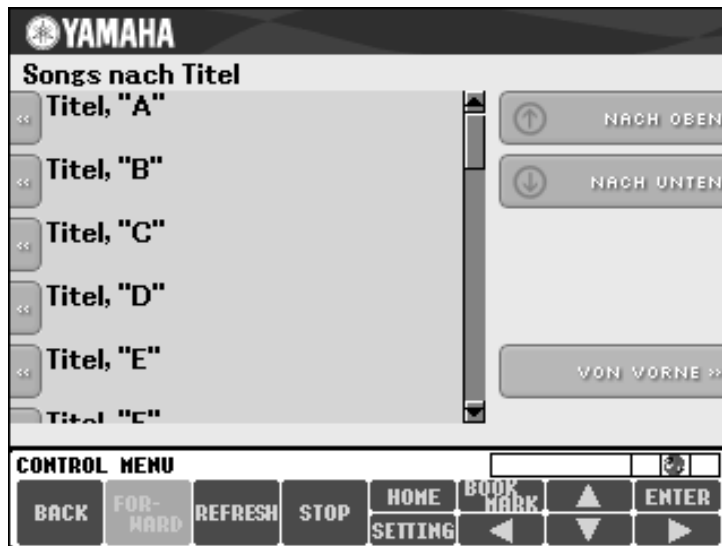 YAMAHA
Songs nach Titel
« Titel, "A"
« Titel, "B"
« Titel, "C"
« Titel, "D"
« Titel, "E"
Titel, "F"
NACH OBEN
NACH UNTEN
VON VORNE »
CONTROL MENU
BACK
FOR-
WARD
REFRESH
STOP
HOME
SETTING
BOOK
MARK
ENTER